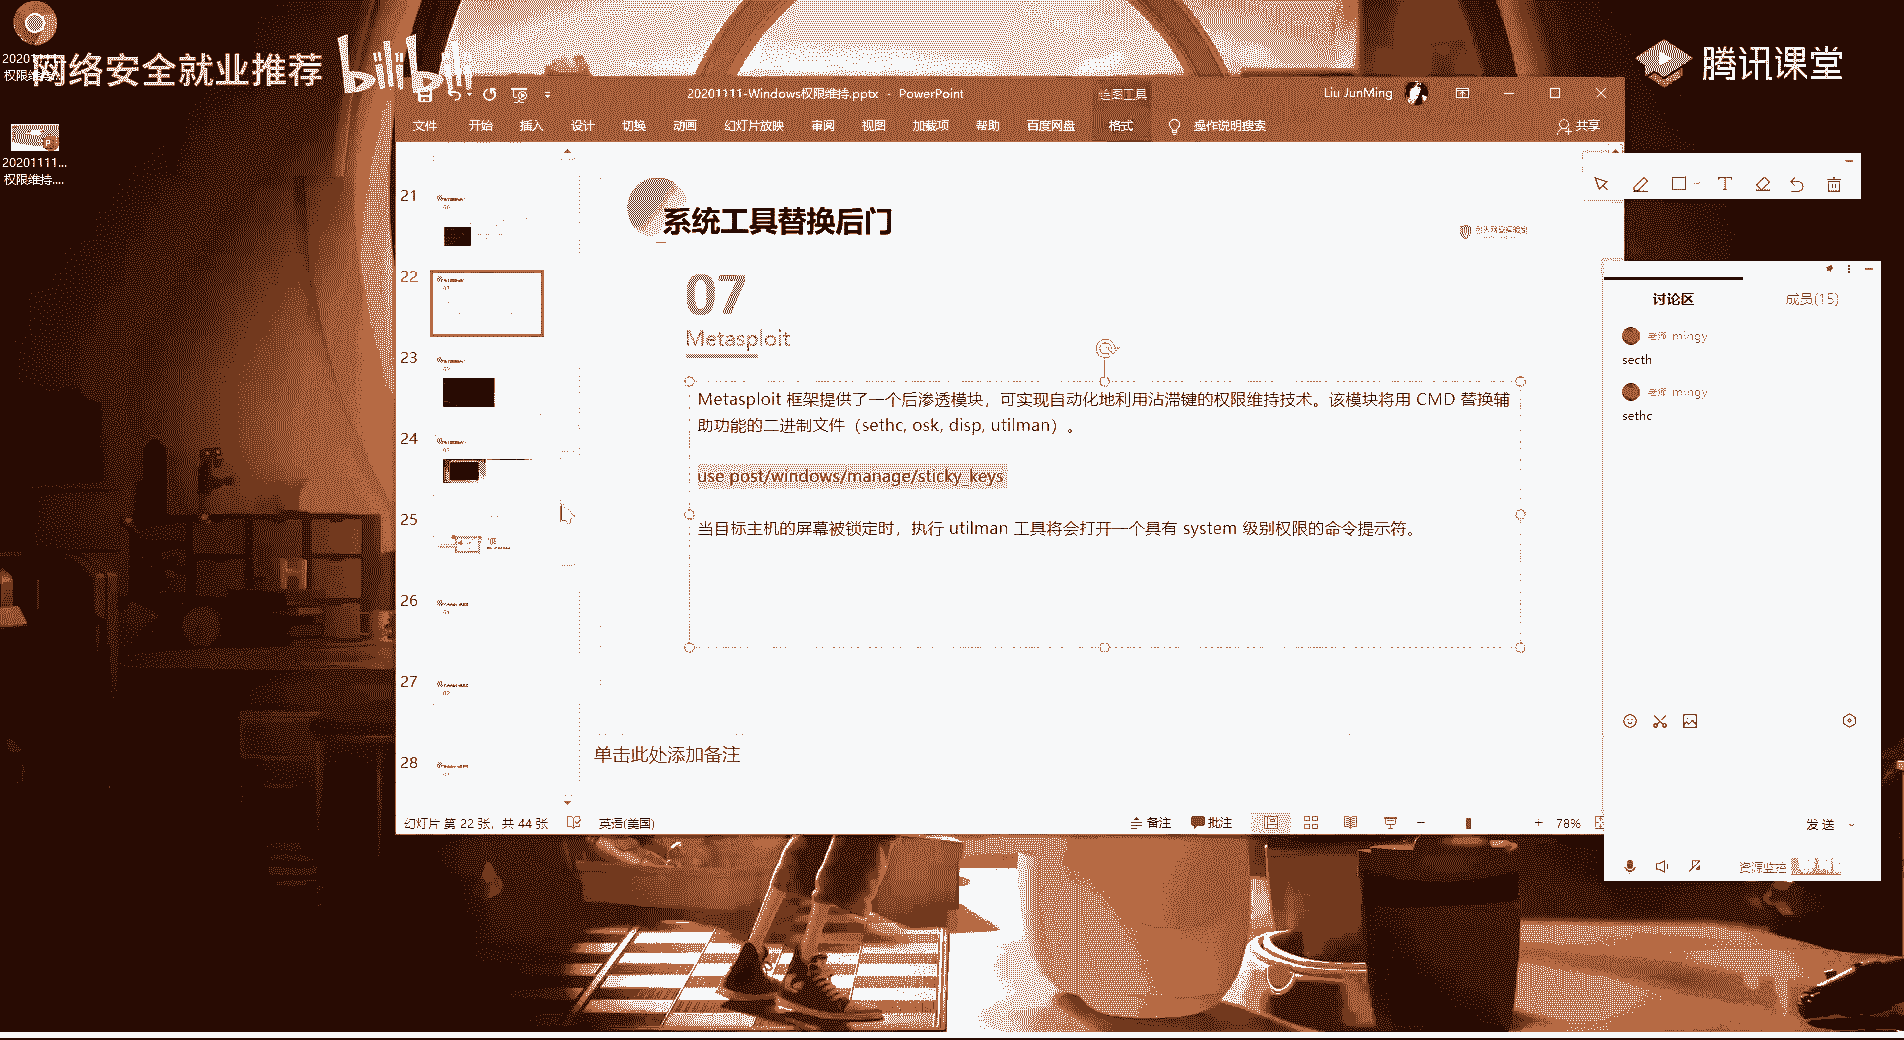 网络安全就业推荐
bilibili
腾讯课堂
20201111...
权限维持....
20201111-Windows权限维持.pptx - PowerPoint
绘图工具
Liu JunMing
文件 开始 插入 设计 切换 动画 幻灯片放映 审阅 视图 加载项 帮助 百度网盘 格式 操作说明搜索 共享
21
22
23
24
25
26
27
28
系统工具替换后门
07
Metasploit
Metasploit 框架提供了一个后渗透模块，可实现自动化地利用沾滞键的权限维持技术。该模块将用 CMD 替换辅
助功能的二进制文件（sethc, osk, disp, utilman）。
use post/windows/manage/sticky_keys
当目标主机的屏幕被锁定时，执行 utilman 工具将会打开一个具有 system 级别权限的命令提示符。
单击此处添加备注
幻灯片 第 22 张，共 44 张 英语(美国) 备注 批注 78%
讨论区 成员(15)
老师 mingy
secth
老师 mingy
sethc
发送
资源监控